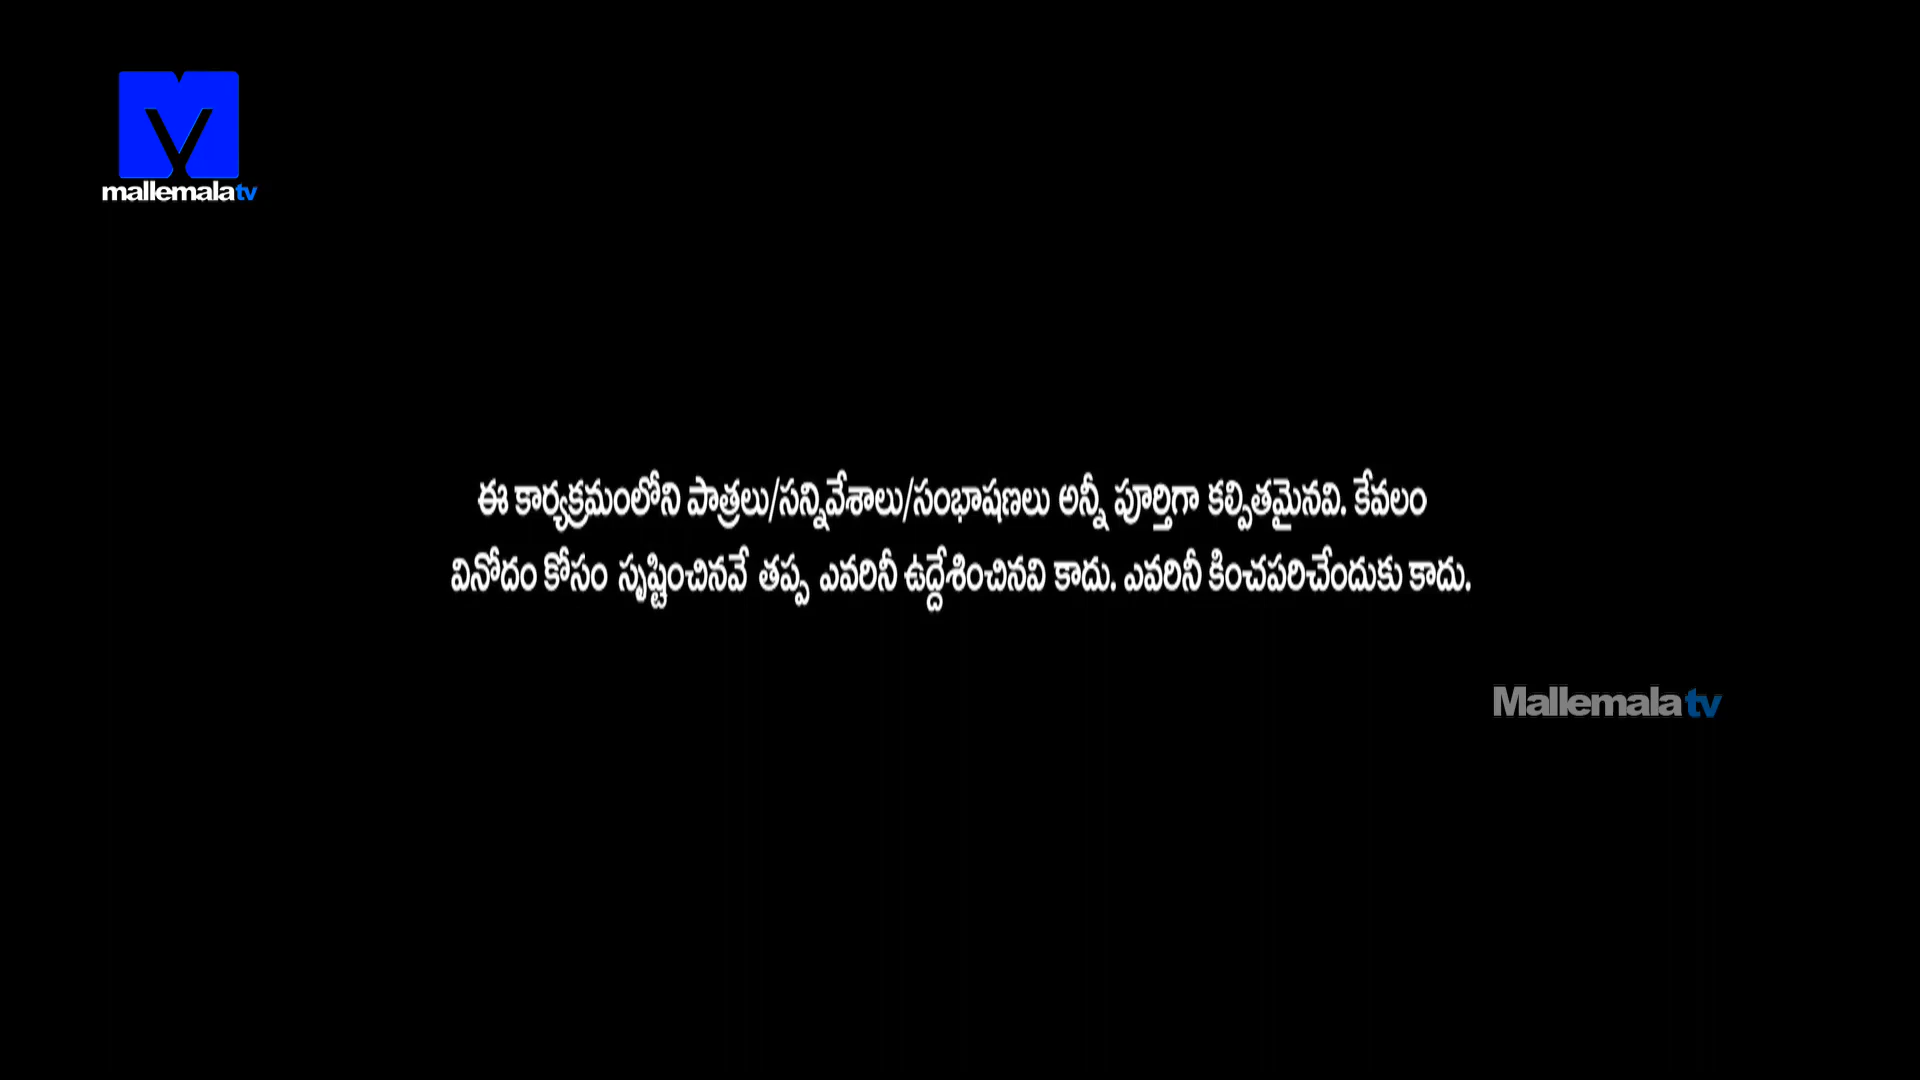 mallemalatv
ఈ కార్యక్రమంలోని పాత్రలు/సన్నివేశాలు/సంభాషణలు అన్నీ పూర్తిగా కల్పితమైనవి. కేవలం
వినోదం కోసం సృష్టించినవే తప్ప ఎవరినీ ఉద్దేశించినవి కాదు. ఎవరినీ కించపరిచేందుకు కాదు.
Mallemalatv